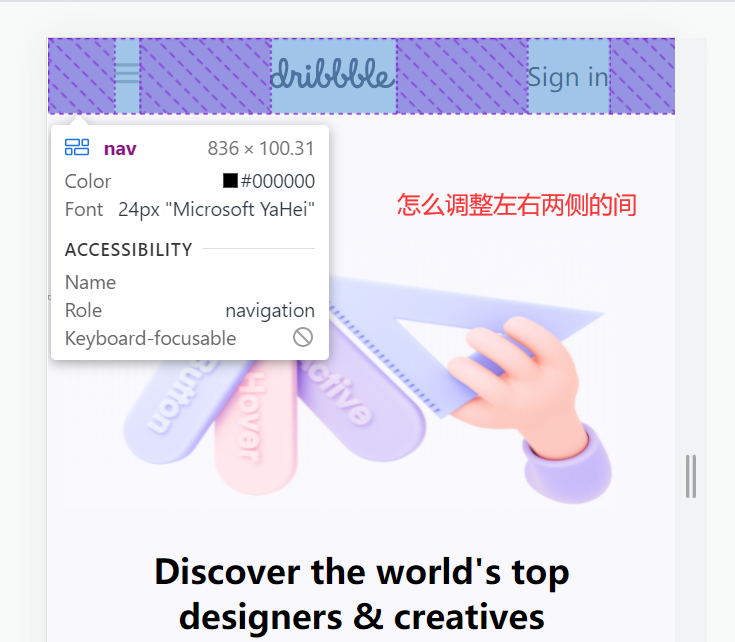 dribbble
Sign in
nav 836 × 100.31
Color #000000
Font 24px "Microsoft YaHei"
ACCESSIBILITY
Name
Role navigation
Keyboard-focusable
怎么调整左右两侧的间
Button
Hover
Active
Discover the world's top
designers & creatives